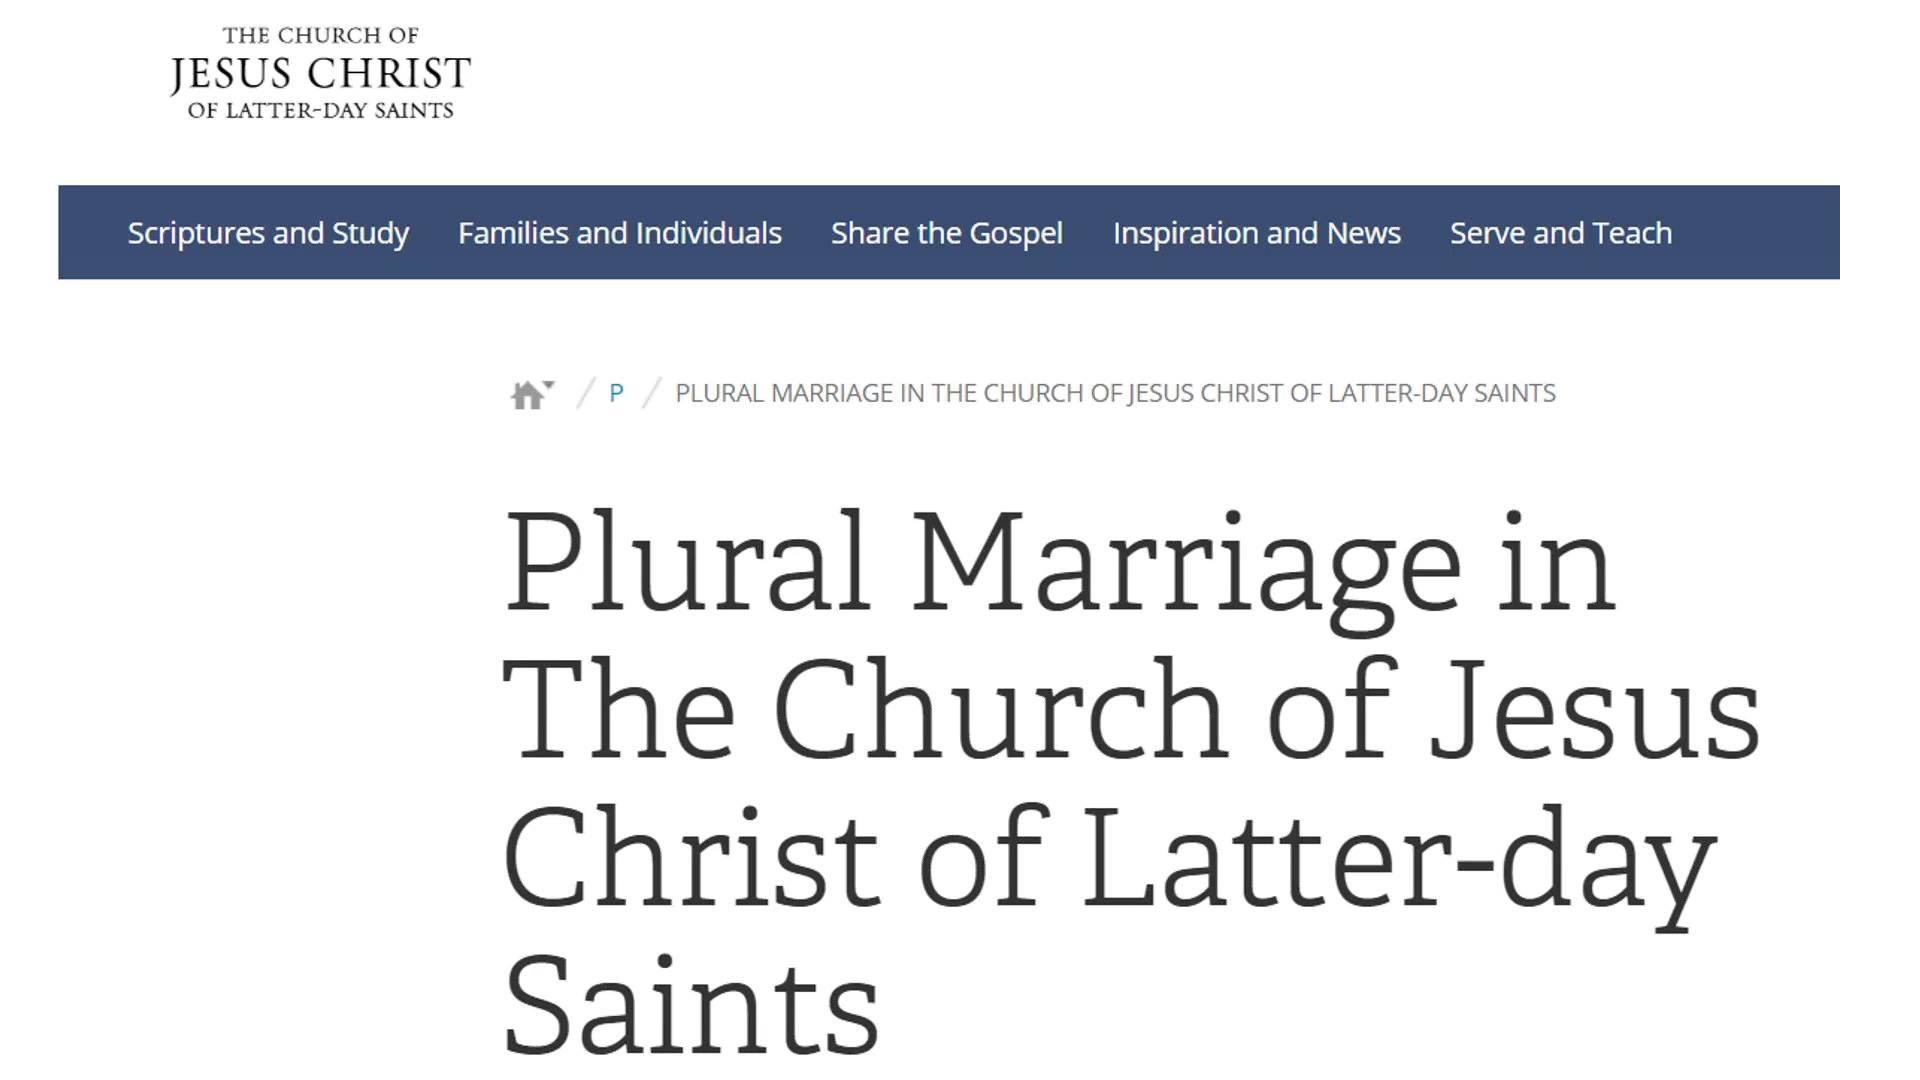 THE CHURCH OF
JESUS CHRIST
OF LATTER-DAY SAINTS
Scriptures and Study Families and Individuals Share the Gospel Inspiration and News Serve and Teach
/ P / PLURAL MARRIAGE IN THE CHURCH OF JESUS CHRIST OF LATTER-DAY SAINTS
Plural Marriage in
The Church of Jesus
Christ of Latter-day
Saints